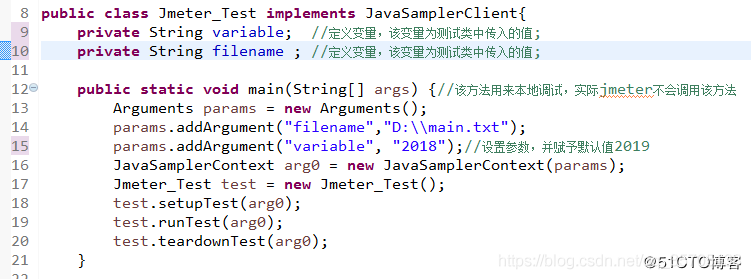 8 public class Jmeter_Test implements JavaSamplerClient{
9 private String variable; //定义变量，该变量为测试类中传入的值;
10 private String filename ; //定义变量，该变量为测试类中传入的值;
11
12 public static void main(String[] args) {//该方法用来本地调试，实际jmeter不会调用该方法
13 Arguments params = new Arguments();
14 params.addArgument("filename","D:\\main.txt");
15 params.addArgument("variable", "2018");//设置参数，并赋予默认值2019
16 JavaSamplerContext arg0 = new JavaSamplerContext(params);
17 Jmeter_Test test = new Jmeter_Test();
18 test.setupTest(arg0);
19 test.runTest(arg0);
20 test.teardownTest(arg0);
21 }
https://blog.csdn.net/
@51CTO博客